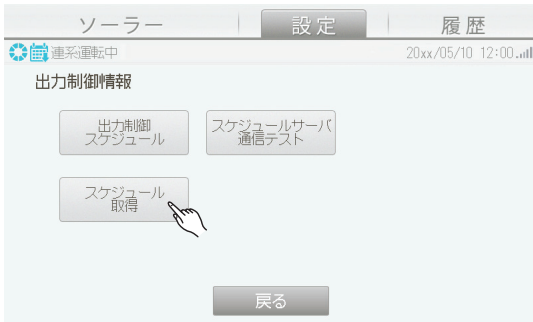 ソーラー 設定 履歴
連系運転中 20xx/05/10 12:00
出力制御情報
出力制御
スケジュール
スケジュールサーバ
通信テスト
スケジュール
取得
戻る